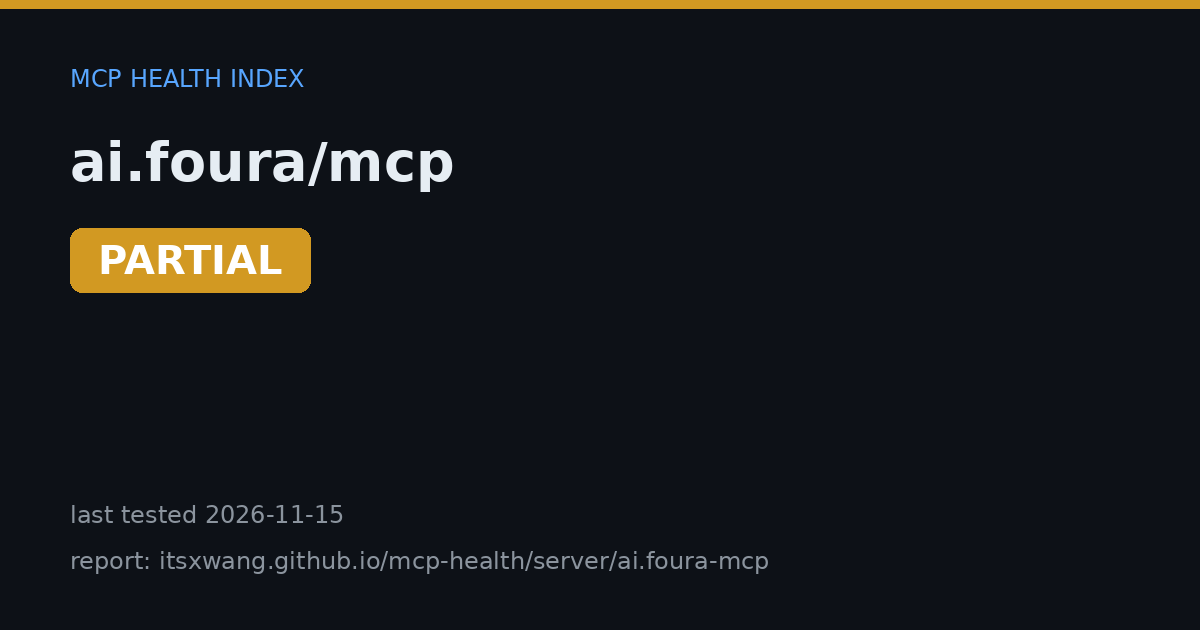 MCP HEALTH INDEX
ai.foura/mcp
PARTIAL
last tested 2026-11-15
report: itsxwang.github.io/mcp-health/server/ai.foura-mcp